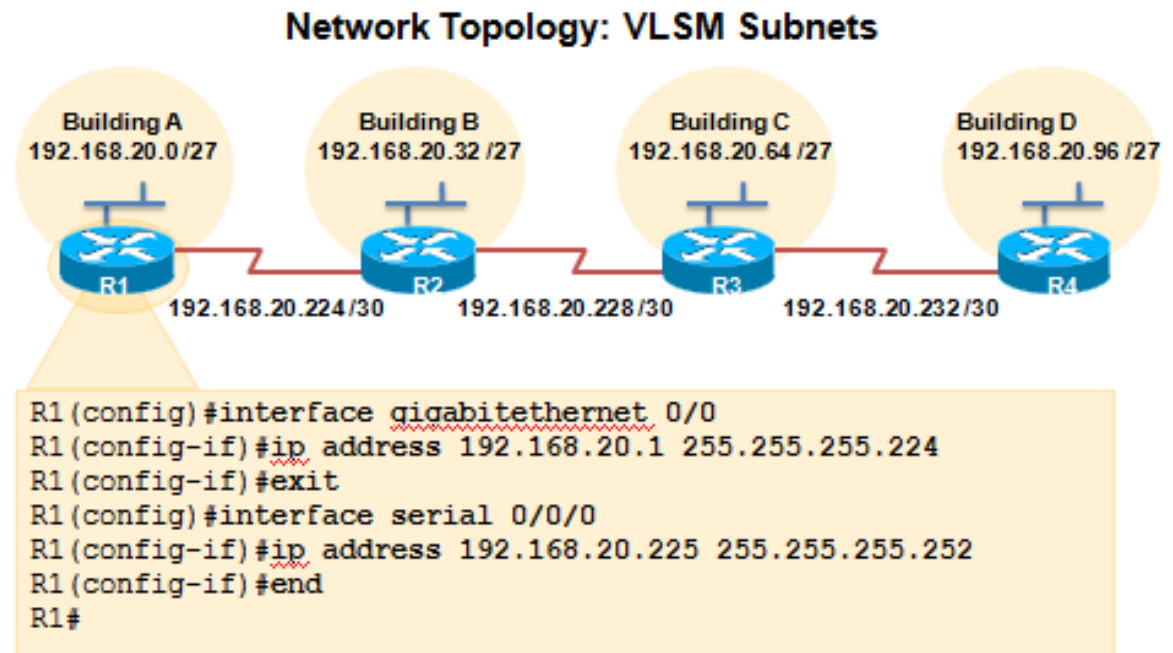 Network Topology: VLSM Subnets
Building A
192.168.20.0/27
Building B
192.168.20.32 /27
Building C
192.168.20.64 /27
Building D
192.168.20.96 /27
R1
R2
R3
R4
192.168.20.224/30
192.168.20.228/30
192.168.20.232/30
R1(config)#interface gigabitethernet 0/0
R1(config-if)#ip address 192.168.20.1 255.255.255.224
R1(config-if)#exit
R1(config)#interface serial 0/0/0
R1(config-if)#ip address 192.168.20.225 255.255.255.252
R1(config-if)#end
R1#